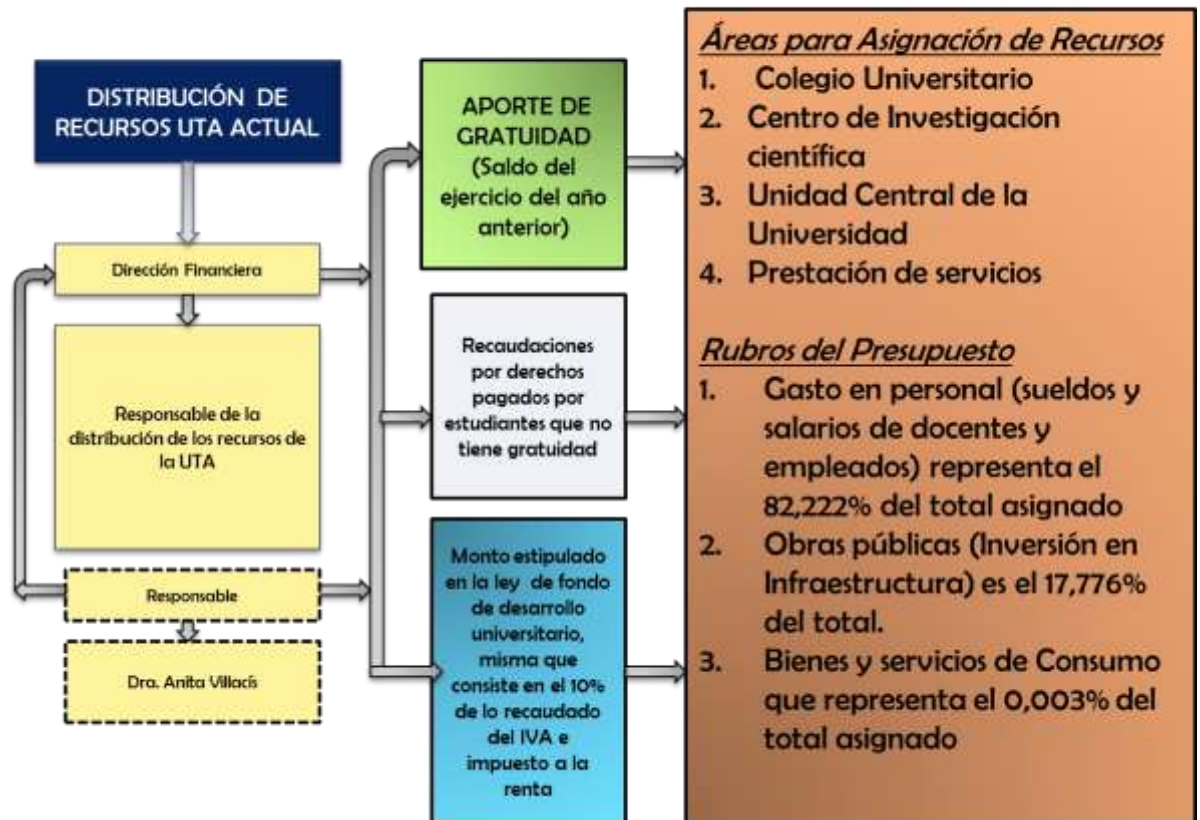 DISTRIBUCIÓN DE
RECURSOS UTA ACTUAL
Dirección Financiera
Responsable de la
distribución de los recursos de
la UTA
Responsable
Dra. Anita Villacís
APORTE DE
GRATUIDAD
(Saldo del
ejercicio del año
anterior)
Recaudaciones
por derechos
pagados por
estudiantes que no
tiene gratuidad
Monto estipulado
en la ley de fondo
de desarrollo
universitario,
misma que
consiste en el 10%
de lo recaudado
del IVA e
impuesto a la
renta
Áreas para Asignación de Recursos
1. Colegio Universitario
2. Centro de Investigación
científica
3. Unidad Central de la
Universidad
4. Prestación de servicios
Rubros del Presupuesto
1. Gasto en personal (sueldos y
salarios de docentes y
empleados) representa el
82,222% del total asignado
2. Obras públicas (Inversión en
Infraestructura) es el 17,776%
del total.
3. Bienes y servicios de Consumo
que representa el 0,003% del
total asignado